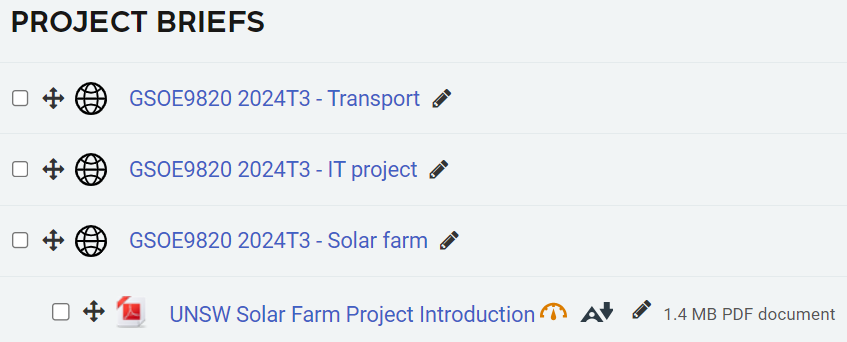 PROJECT BRIEFS
GSOE9820 2024T3 - Transport
GSOE9820 2024T3 - IT project
GSOE9820 2024T3 - Solar farm
UNSW Solar Farm Project Introduction 1.4 MB PDF document